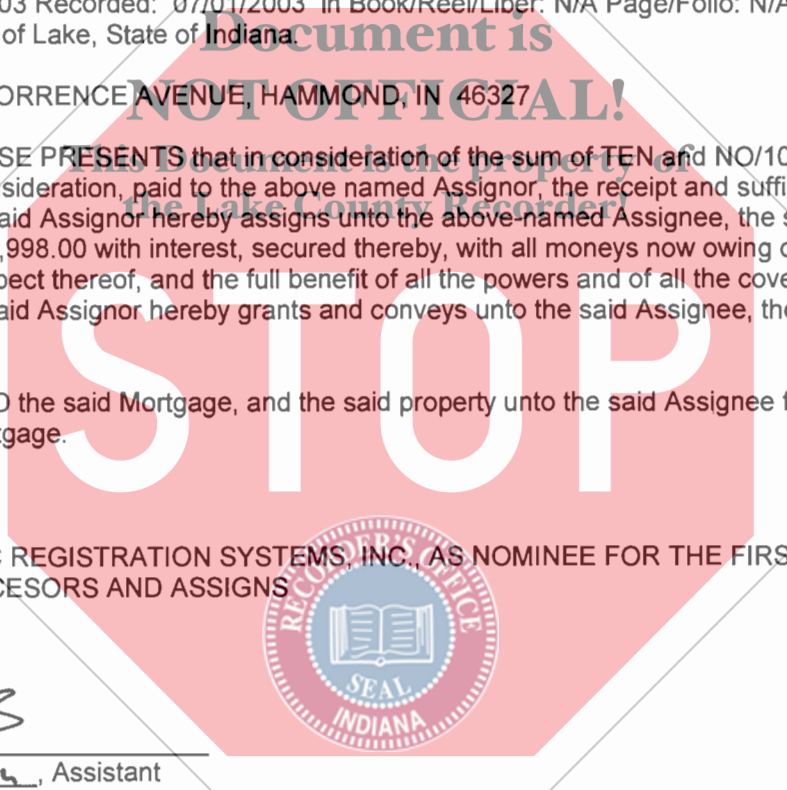 03 Recorded: 07/01/2003 In Book/Reel/Liber: N/A Page/Folio: N/A
of Lake, State of Indiana.
Document is
ORRENCE AVENUE, HAMMOND, IN 46327
NOT OFFICIAL!
SE PRESENTS that in consideration of the sum of TEN and NO/10
This Document is the property of
sideration, paid to the above named Assignor, the receipt and suffi
the Lake County Recorder!
aid Assignor hereby assigns unto the above-named Assignee, the s
,998.00 with interest, secured thereby, with all moneys now owing o
pect thereof, and the full benefit of all the powers and of all the cove
aid Assignor hereby grants and conveys unto the said Assignee, the
STOP
O the said Mortgage, and the said property unto the said Assignee f
tgage.
C REGISTRATION SYSTEMS, INC., AS NOMINEE FOR THE FIRS
CESORS AND ASSIGNS
RECORDER'S OFFICE
SEAL
INDIANA
, Assistant